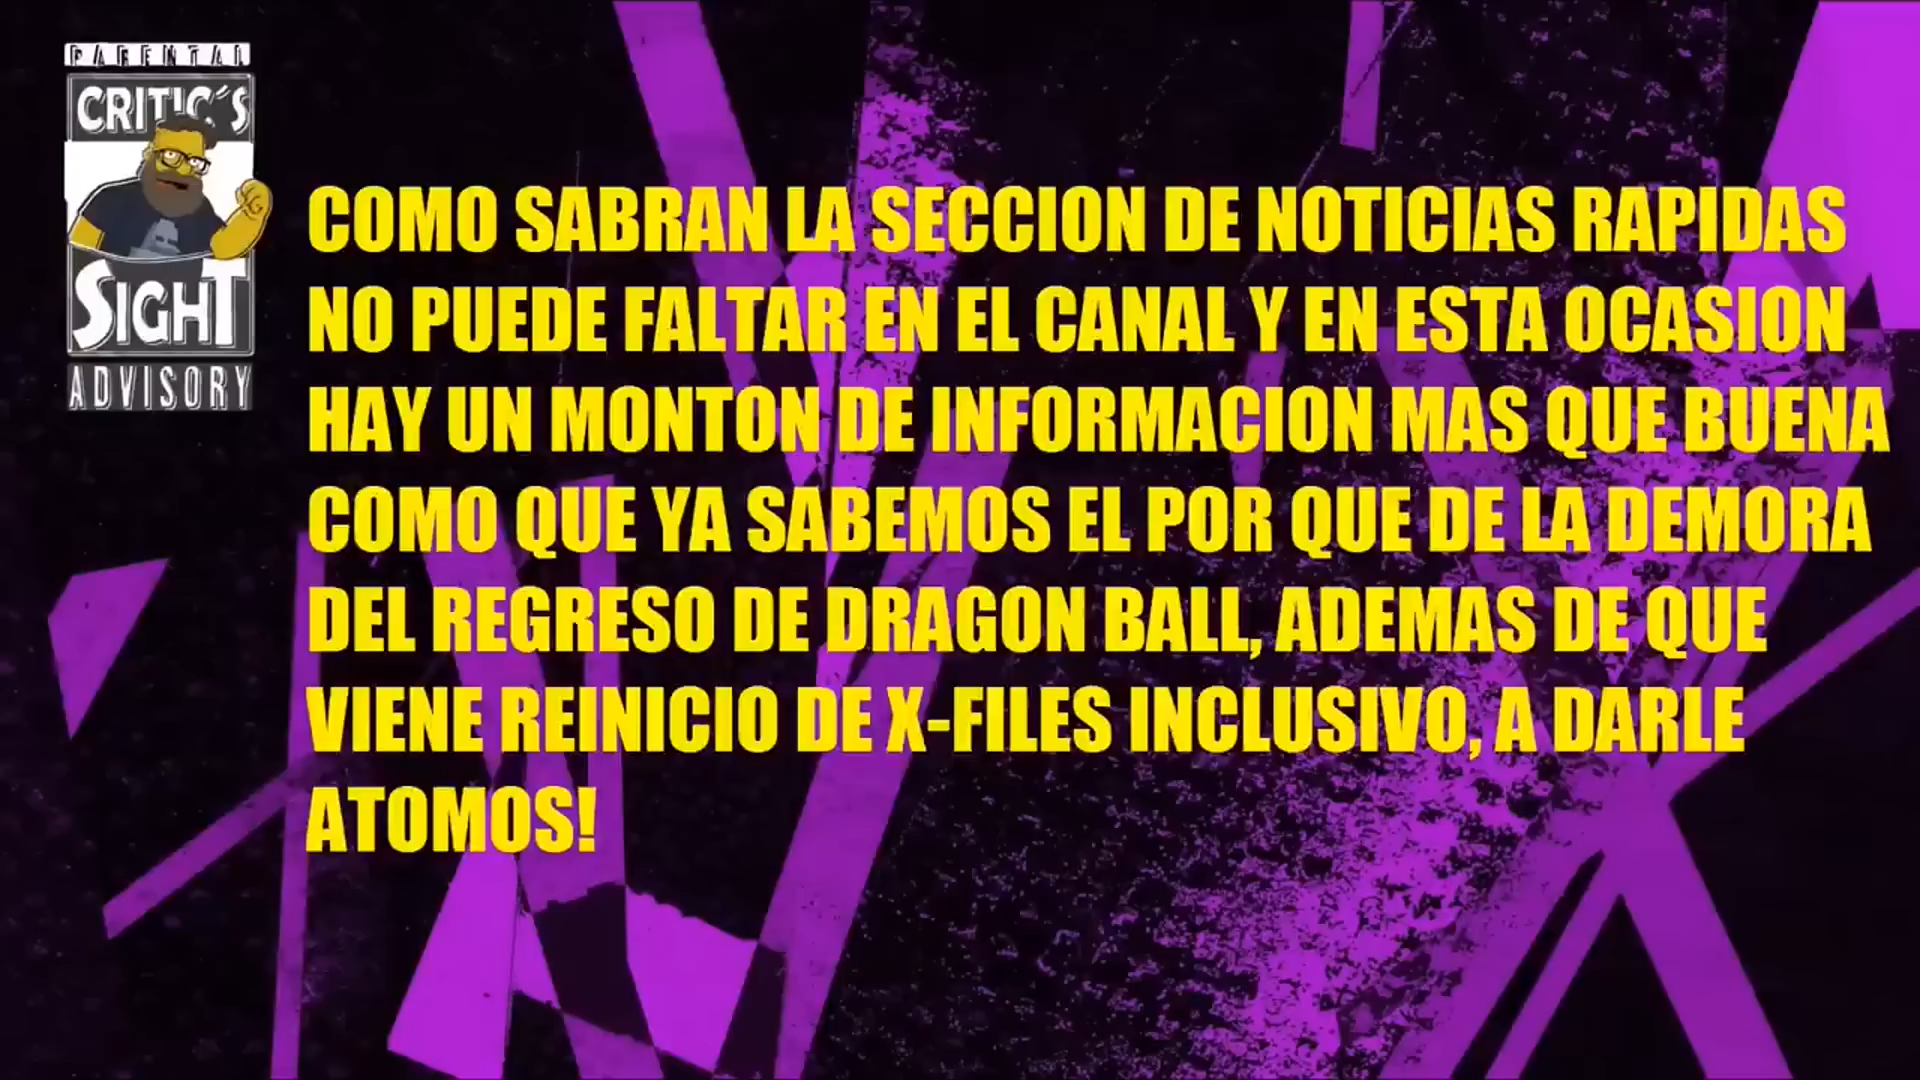 PARENTAL
CRITIC´S
SIGHT
ADVISORY
COMO SABRAN LA SECCION DE NOTICIAS RAPIDAS
NO PUEDE FALTAR EN EL CANAL Y EN ESTA OCASION
HAY UN MONTON DE INFORMACION MAS QUE BUENA
COMO QUE YA SABEMOS EL POR QUE DE LA DEMORA
DEL REGRESO DE DRAGON BALL, ADEMAS DE QUE
VIENE REINICIO DE X-FILES INCLUSIVO, A DARLE
ATOMOS!